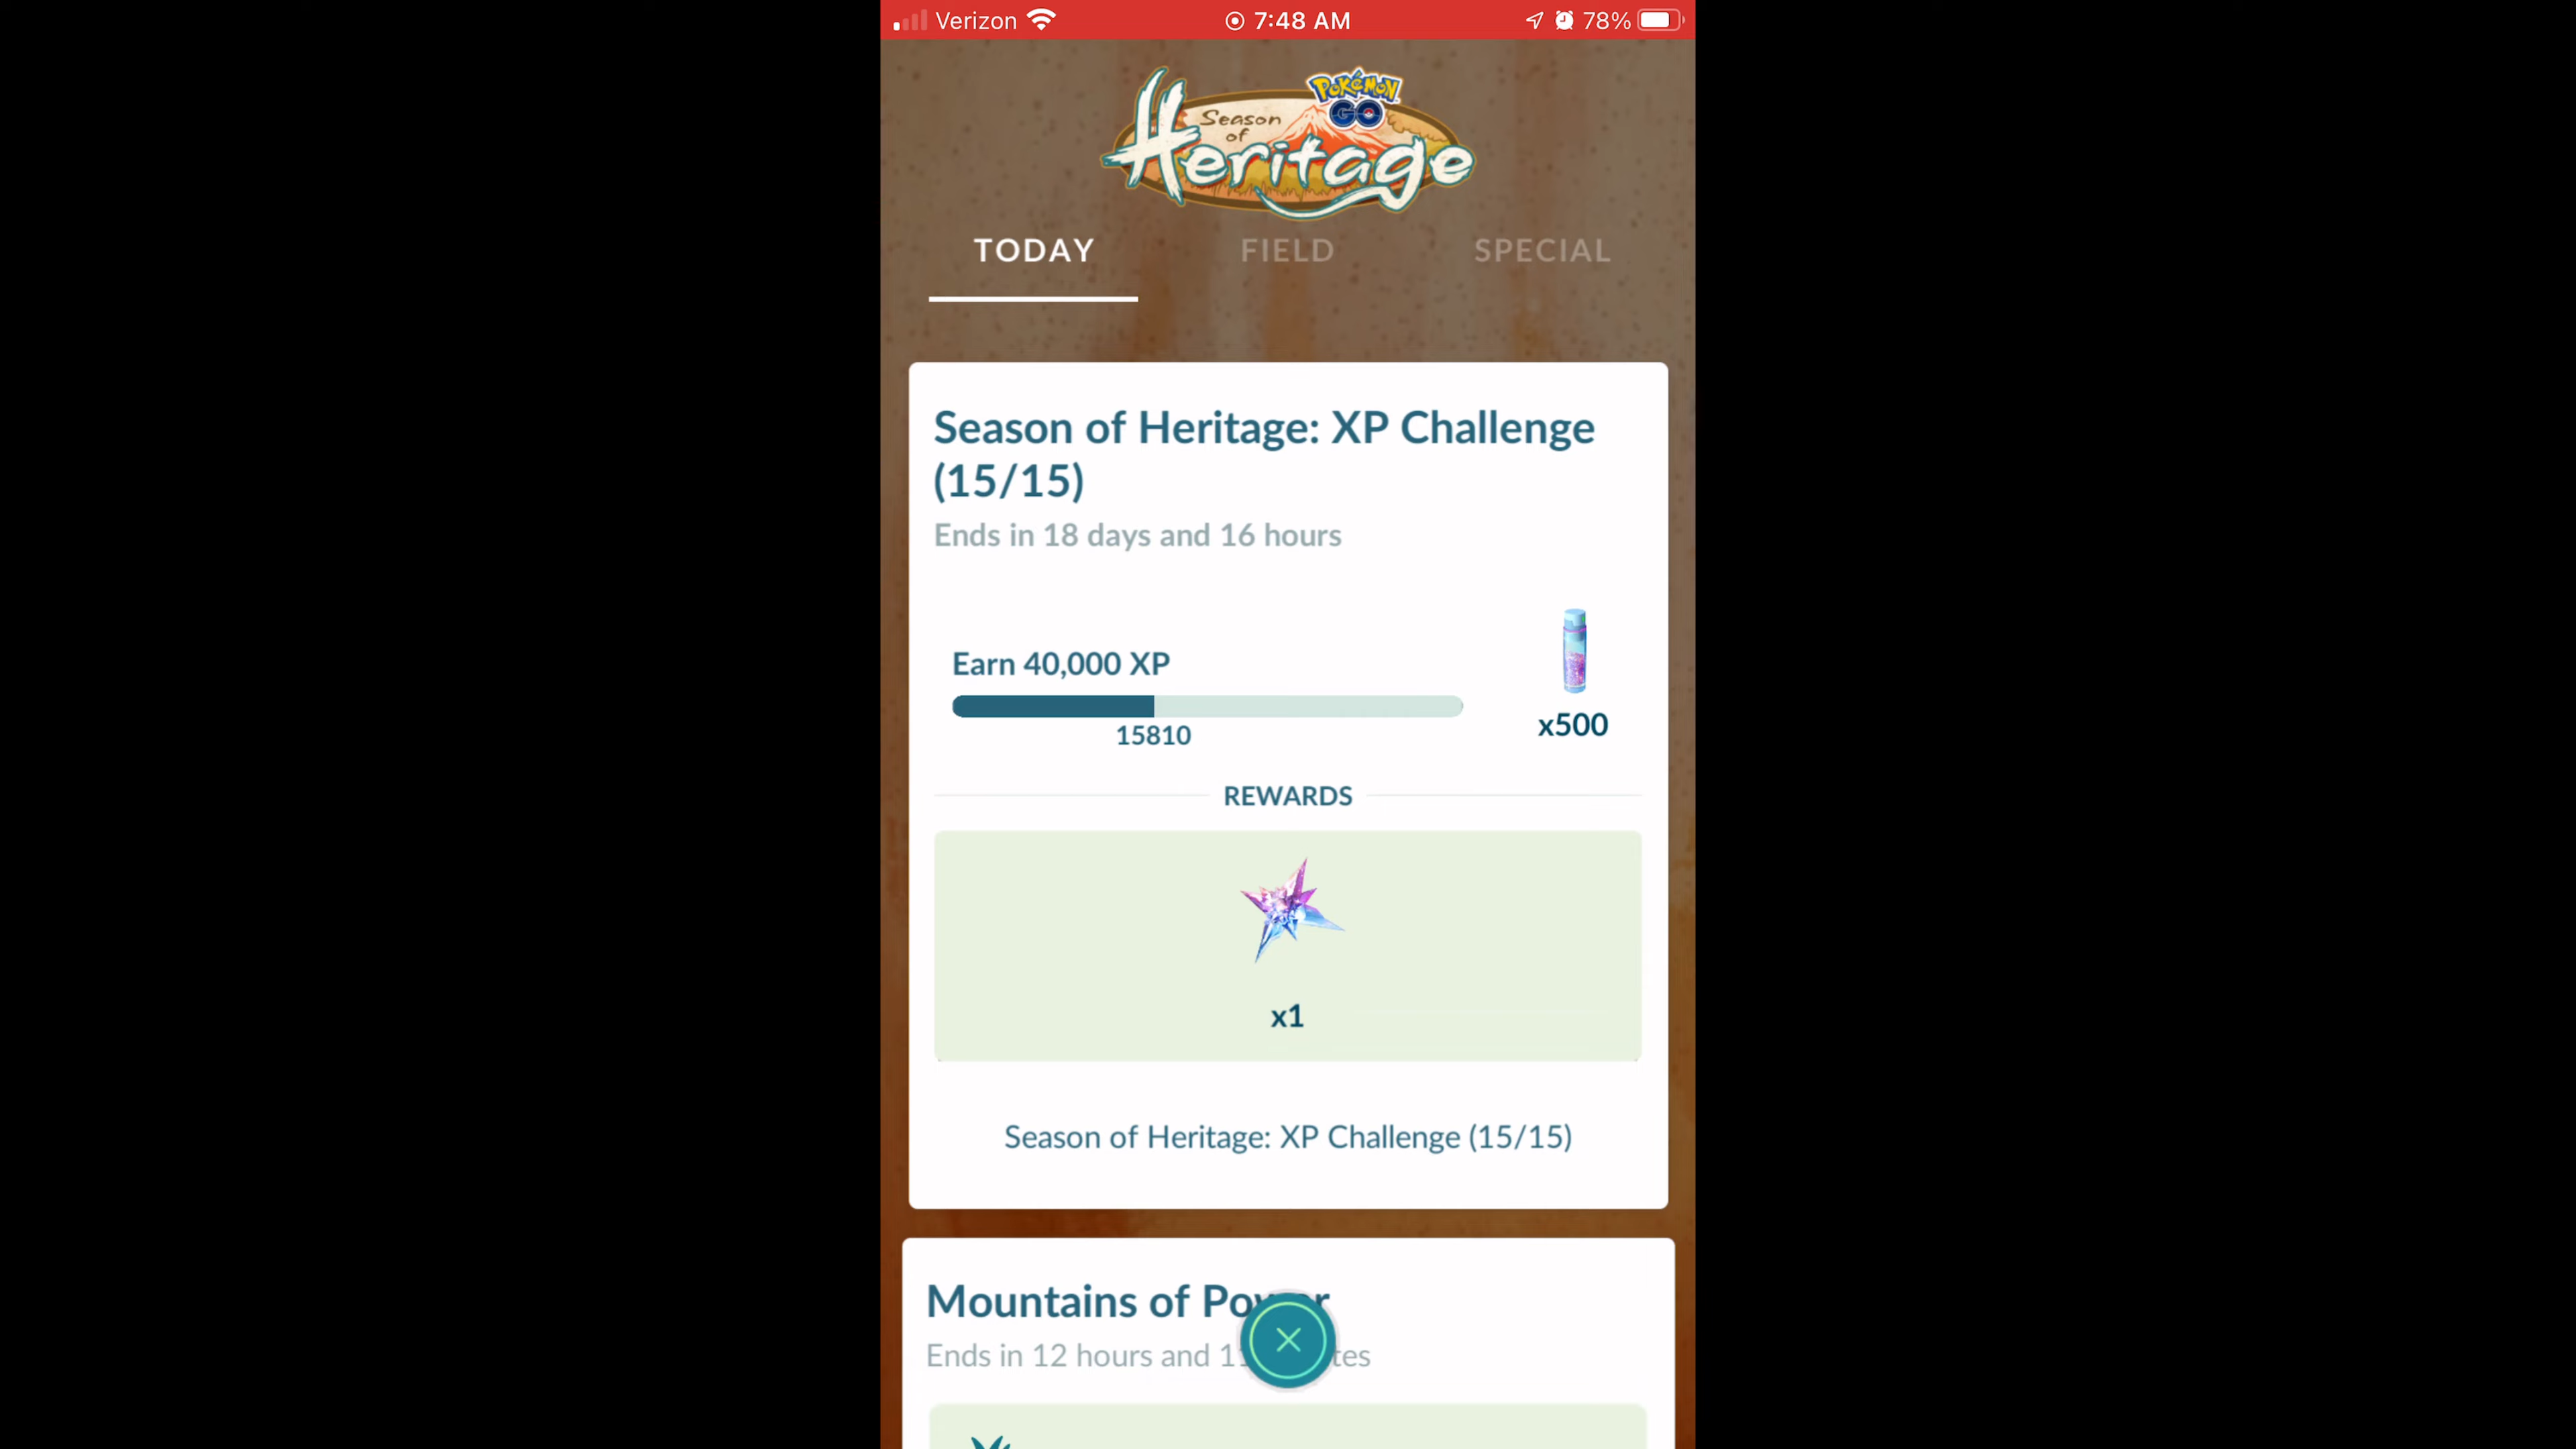 Verizon 7:48 AM 78%
Pokémon GO
Season of Heritage
TODAY FIELD SPECIAL
Season of Heritage: XP Challenge
(15/15)
Ends in 18 days and 16 hours
Earn 40,000 XP
15810
x500
REWARDS
x1
Season of Heritage: XP Challenge (15/15)
Mountains of
Ends in 12 hours and